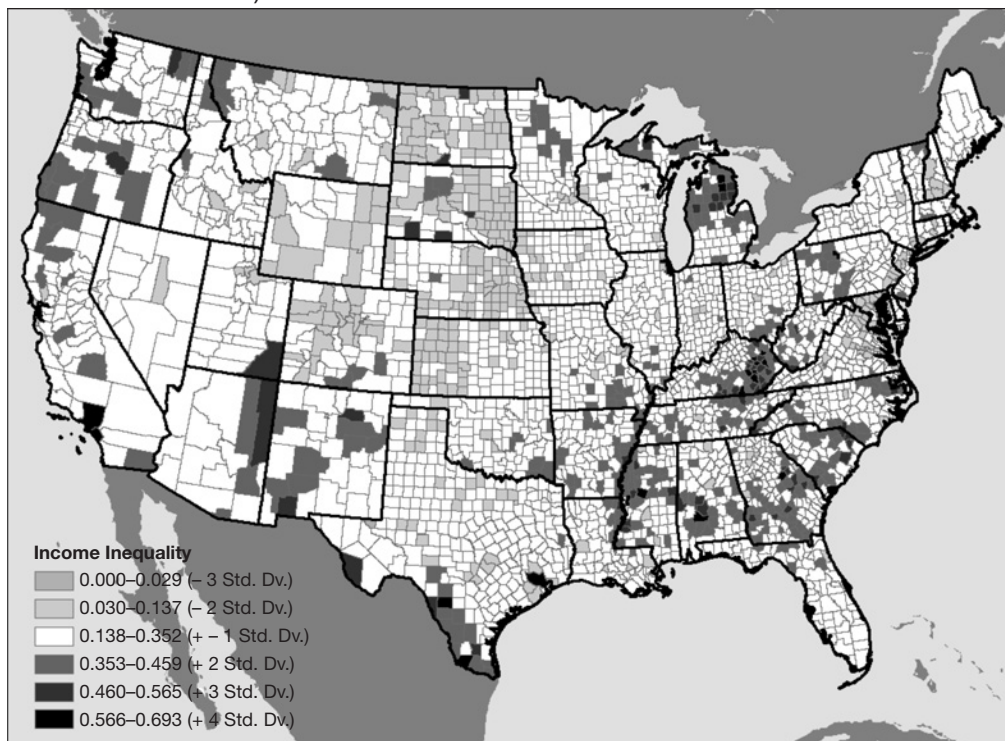 Income Inequality
0.000–0.029 (– 3 Std. Dv.)
0.030–0.137 (– 2 Std. Dv.)
0.138–0.352 (+ – 1 Std. Dv.)
0.353–0.459 (+ 2 Std. Dv.)
0.460–0.565 (+ 3 Std. Dv.)
0.566–0.693 (+ 4 Std. Dv.)